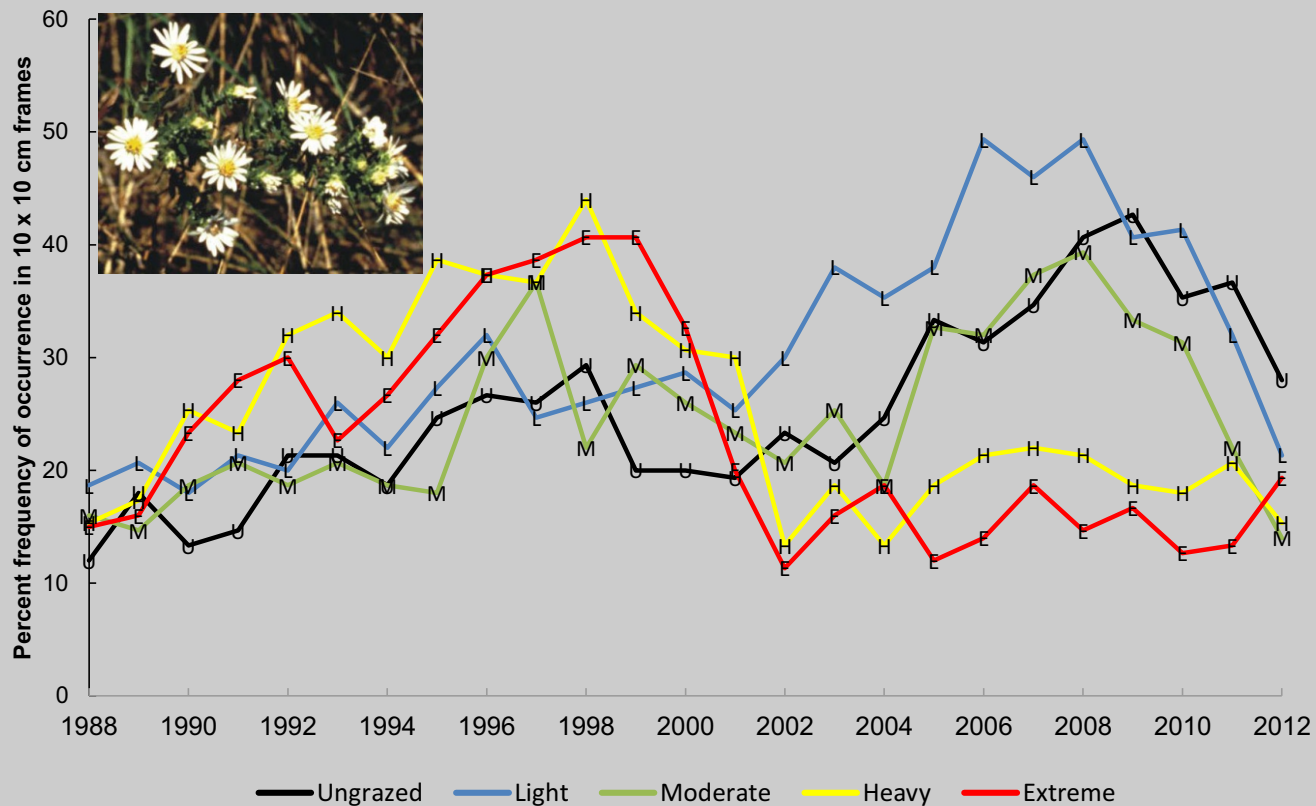 Percent frequency of occurrence in 10 x 10 cm frames
60
50
40
30
20
10
0
1988 1990 1992 1994 1996 1998 2000 2002 2004 2006 2008 2010 2012
Ungrazed Light Moderate Heavy Extreme